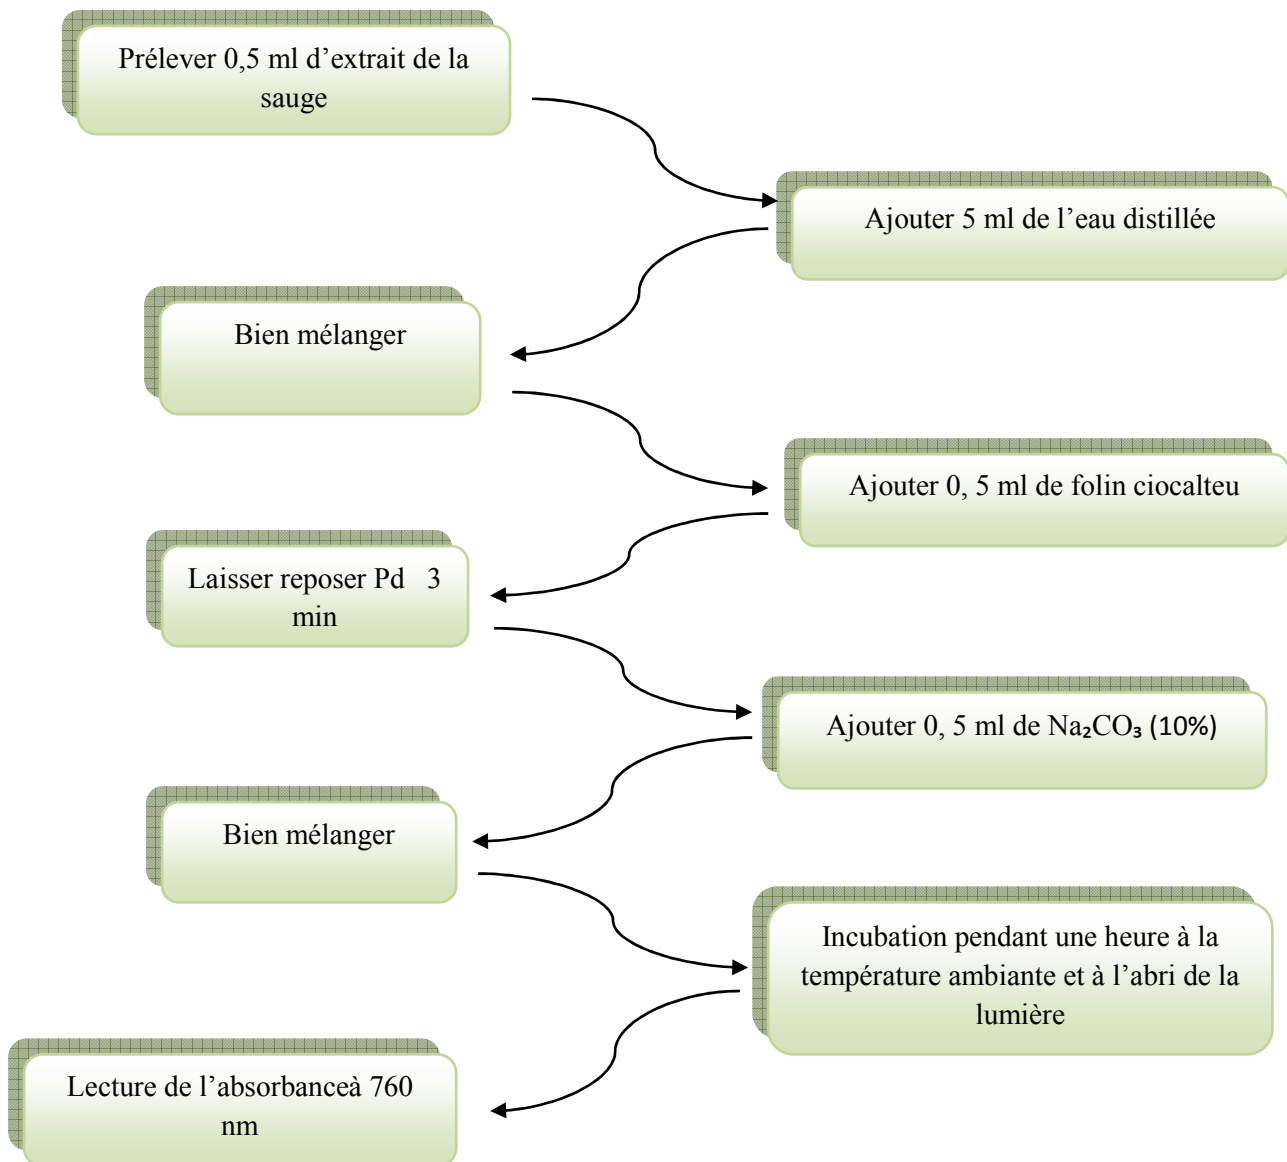 Prélever 0,5 ml d’extrait de la
sauge
Ajouter 5 ml de l’eau distillée
Bien mélanger
Ajouter 0, 5 ml de folin ciocalteu
Laisser reposer Pd 3
min
Ajouter 0, 5 ml de Na₂CO₃ (10%)
Bien mélanger
Incubation pendant une heure à la
température ambiante et à l’abri de la
lumière
Lecture de l’absorbanceà 760
nm